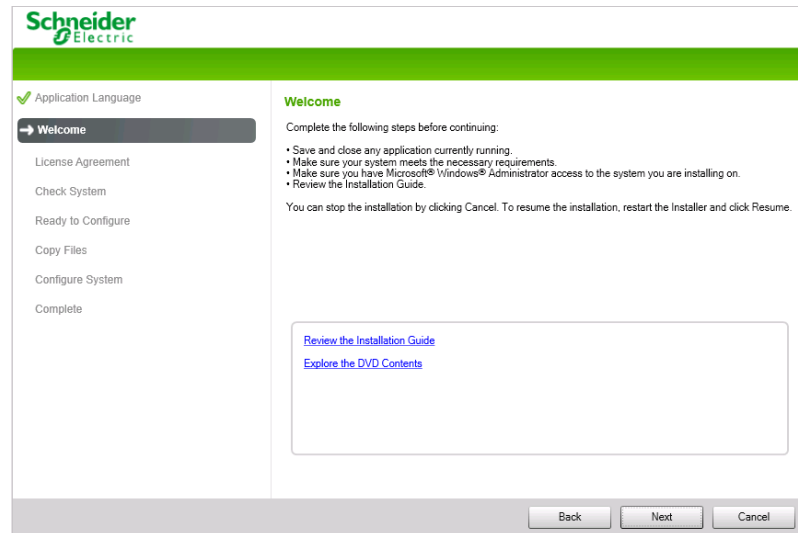 Schneider
Electric
Application Language
Welcome
License Agreement
Check System
Ready to Configure
Copy Files
Configure System
Complete
Welcome
Complete the following steps before continuing:
• Save and close any application currently running.
• Make sure your system meets the necessary requirements.
• Make sure you have Microsoft® Windows® Administrator access to the system you are installing on.
• Review the Installation Guide.
You can stop the installation by clicking Cancel. To resume the installation, restart the Installer and click Resume.
Review the Installation Guide
Explore the DVD Contents
Back
Next
Cancel